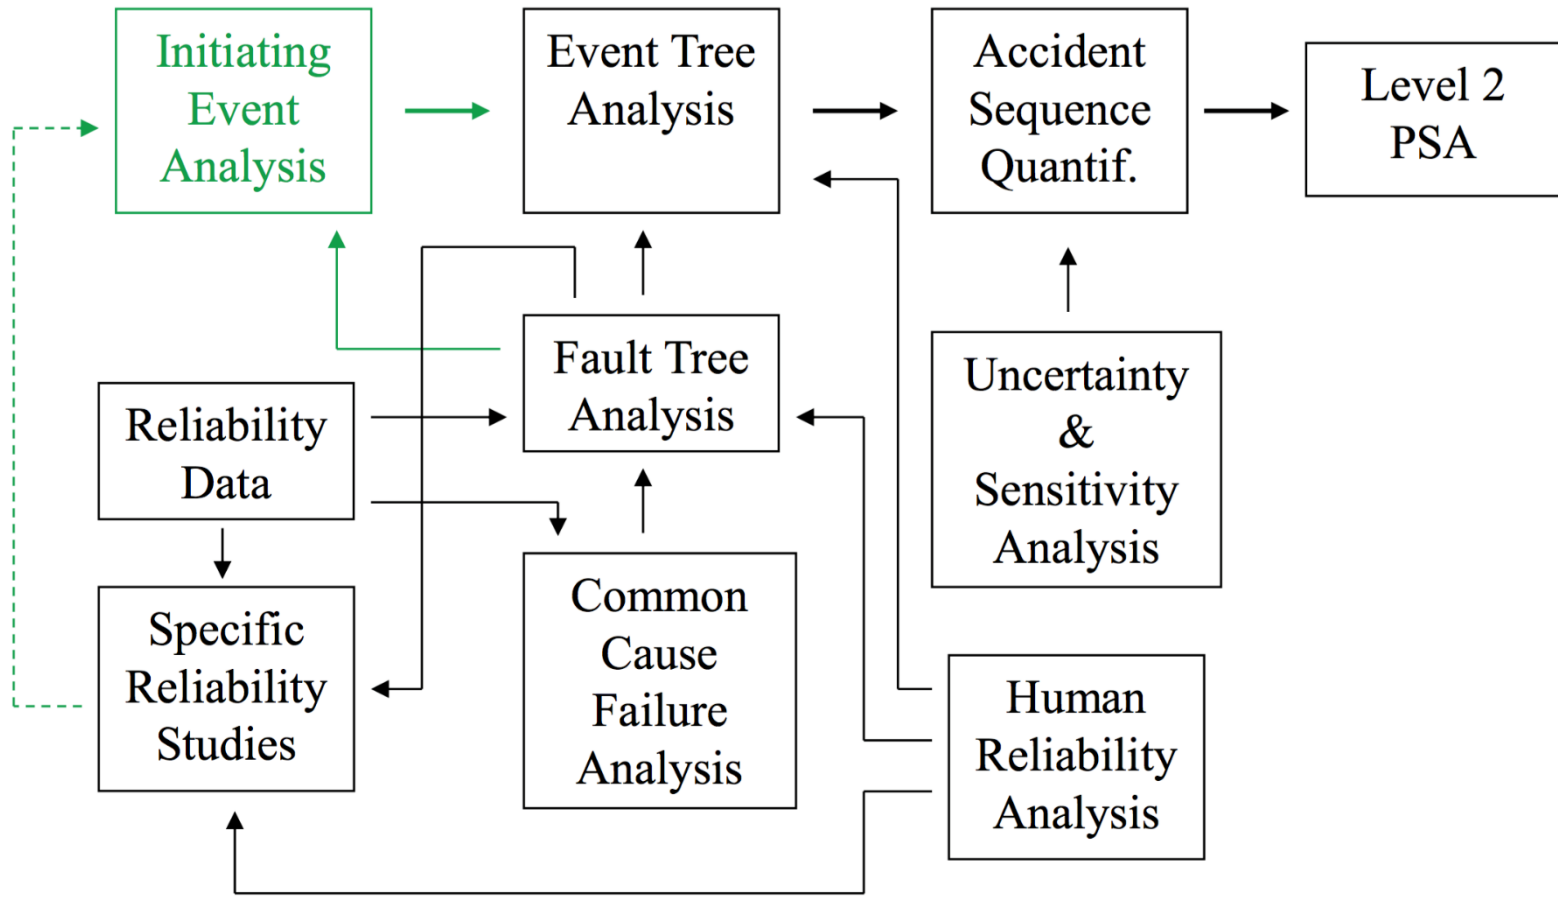 Initiating
Event
Analysis
Event Tree
Analysis
Accident
Sequence
Quantif.
Level 2
PSA
Fault Tree
Analysis
Uncertainty
&
Sensitivity
Analysis
Reliability
Data
Specific
Reliability
Studies
Common
Cause
Failure
Analysis
Human
Reliability
Analysis